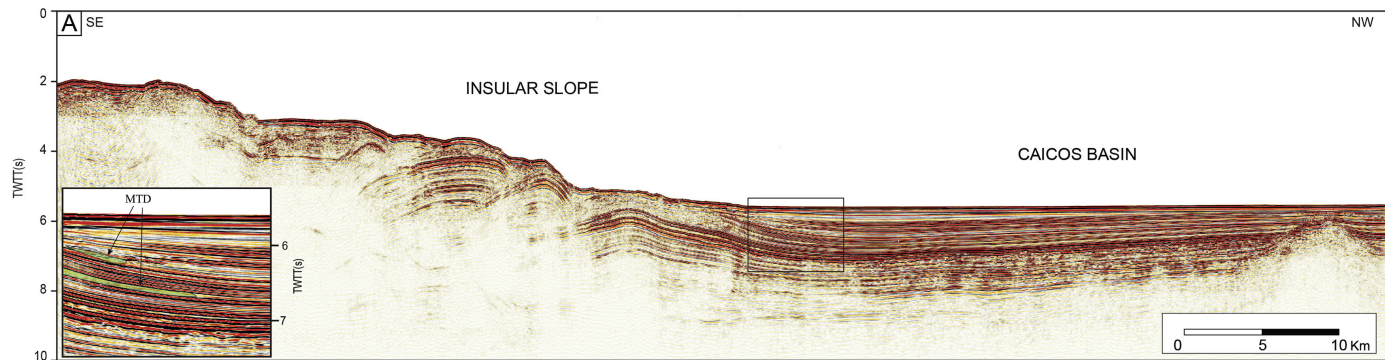 0
A SE
NW
2
INSULAR SLOPE
4
CAICOS BASIN
TWTT(s)
MTD
6
6
TWTT(s)
8
7
0 5 10 Km
10